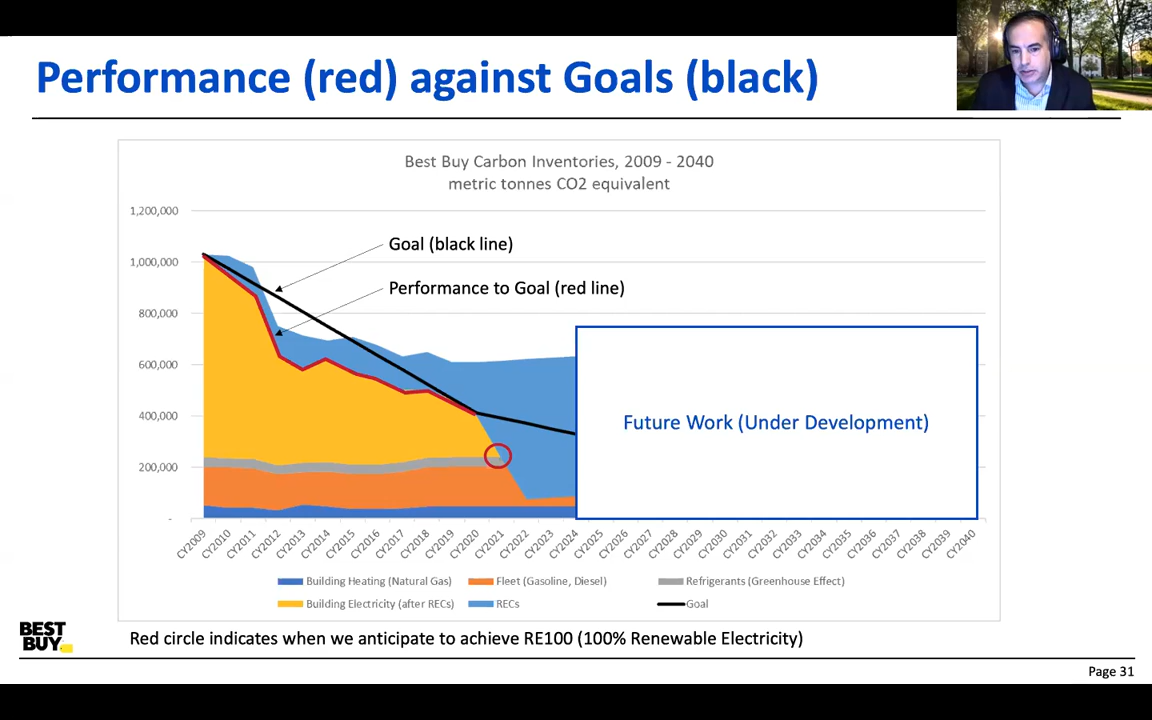 Performance (red) against Goals (black)
Best Buy Carbon Inventories, 2009 - 2040
metric tonnes CO2 equivalent
1,200,000
1,000,000
800,000
600,000
400,000
200,000
-
Goal (black line)
Performance to Goal (red line)
Future Work (Under Development)
CY2009
CY2010
CY2011
CY2012
CY2013
CY2014
CY2015
CY2016
CY2017
CY2018
CY2019
CY2020
CY2021
CY2022
CY2023
CY2024
CY2025
CY2026
CY2027
CY2028
CY2029
CY2030
CY2031
CY2032
CY2033
CY2034
CY2035
CY2036
CY2037
CY2038
CY2039
CY2040
Building Heating (Natural Gas)
Fleet (Gasoline, Diesel)
Refrigerants (Greenhouse Effect)
Building Electricity (after RECs)
RECs
Goal
BEST
BUY
Red circle indicates when we anticipate to achieve RE100 (100% Renewable Electricity)
Page 31